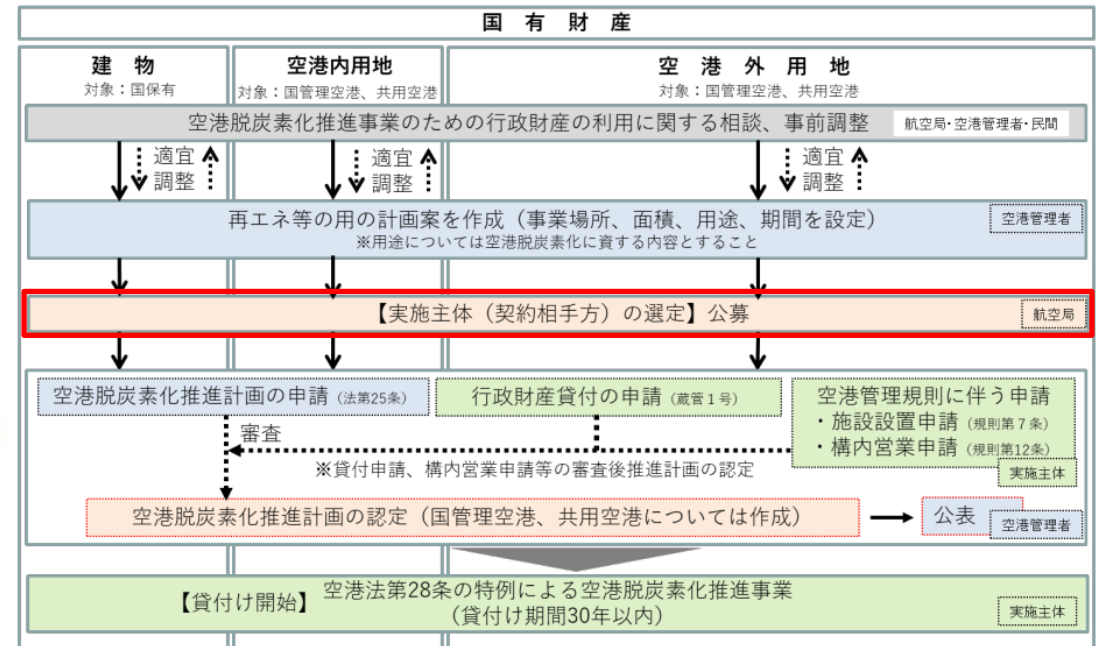 国 有 財 産
建 物
対象：国保有
空港内用地
対象：国管理空港、共用空港
空 港 外 用 地
対象：国管理空港、共用空港
空港脱炭素化推進事業のための行政財産の利用に関する相談、事前調整
航空局・空港管理者・民間
適宜
調整
適宜
調整
適宜
調整
再エネ等の用の計画案を作成（事業場所、面積、用途、期間を設定）
空港管理者
※用途については空港脱炭素化に資する内容とすること
【実施主体（契約相手方）の選定】公募
航空局
空港脱炭素化推進計画の申請（法第25条）
行政財産貸付の申請（蔵管１号）
空港管理規則に伴う申請
・施設設置申請（規則第７条）
・構内営業申請（規則第12条）
実施主体
審査
※貸付申請、構内営業申請等の審査後推進計画の認定
空港脱炭素化推進計画の認定（国管理空港、共用空港については作成）
公表
空港管理者
【貸付け開始】
空港法第28条の特例による空港脱炭素化推進事業
（貸付け期間30年以内）
実施主体